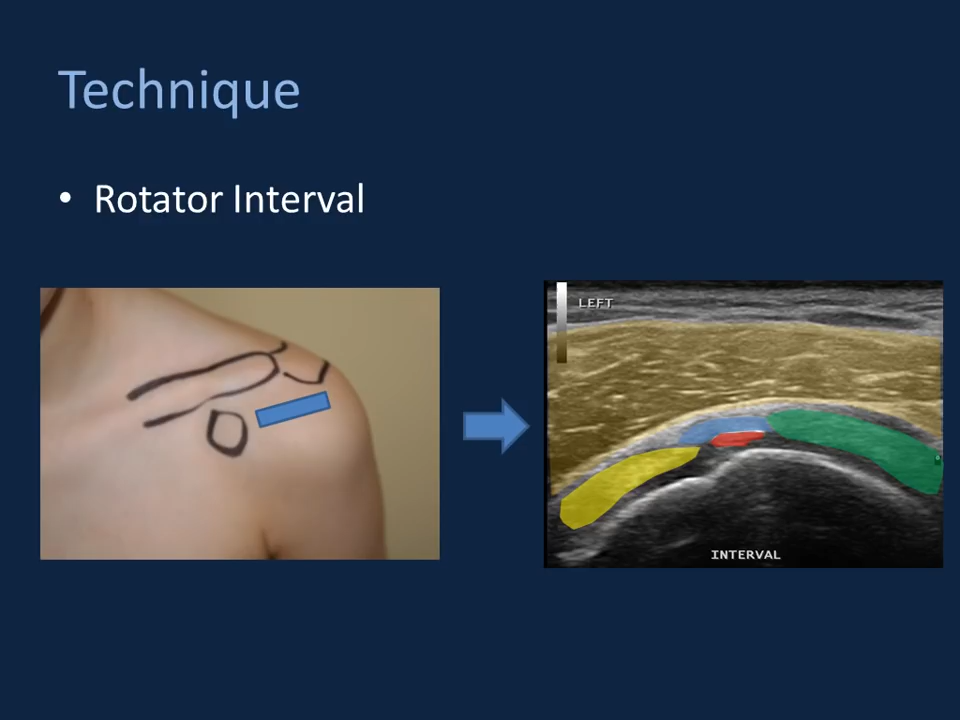 Technique
• Rotator Interval
LEFT
INTERVAL